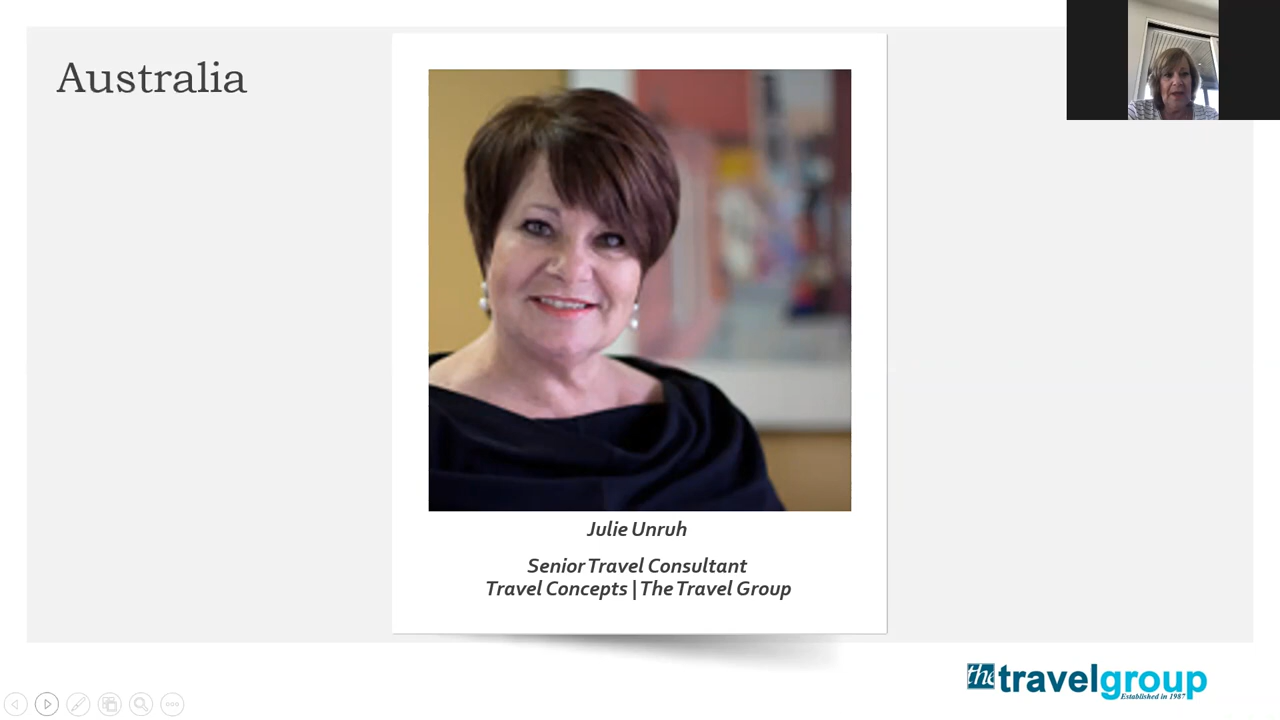 Australia
Julie Unruh
Senior Travel Consultant
Travel Concepts | The Travel Group
the travelgroup
Established in 1987